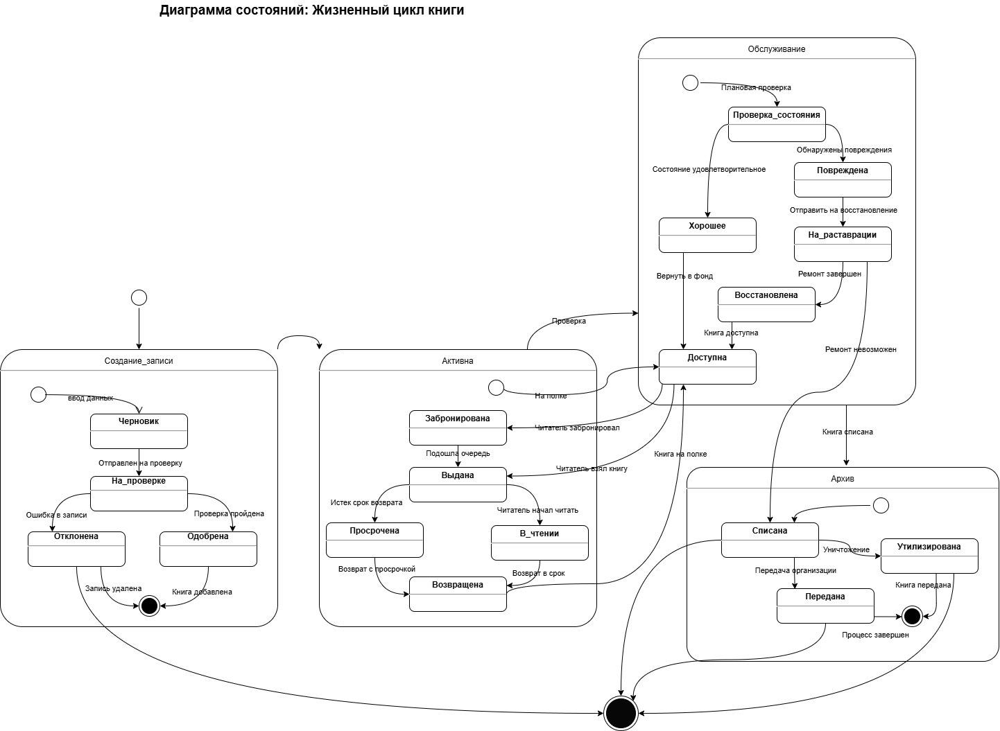 Диаграмма состояний: Жизненный цикл книги
Обслуживание
Плановая проверка
Проверка_состояния
Обнаружены повреждения
Состояние удовлетворительное
Повреждена
Отправить на восстановление
Хорошее
На_раставрации
Вернуть в фонд
Ремонт завершен
Восстановлена
Проверка
Книга доступна
Ремонт невозможен
Доступна
Создание_записи
ввод данных
Черновик
Отправлен на проверку
На_проверке
Ошибка в записи
Проверка пройдена
Отклонена
Одобрена
Запись удалена
Книга добавлена
Активна
На полке
Забронирована
Читатель забронировал
Подошла очередь
Книга на полке
Выдана
Читатель взял книгу
Истек срок возврата
Читатель начал читать
Просрочена
В_чтении
Возврат с просрочкой
Возврат в срок
Возвращена
Книга списана
Архив
Списана
Уничтожение
Утилизирована
Передача организации
Книга передана
Передана
Процесс завершен